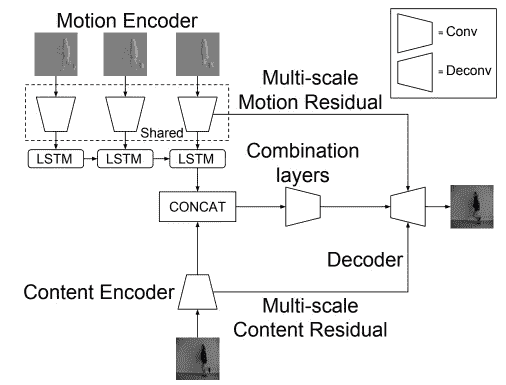 Motion Encoder
= Conv
= Deconv
Multi-scale
Motion Residual
Shared
LSTM
LSTM
LSTM
Combination
layers
CONCAT
Decoder
Content Encoder
Multi-scale
Content Residual